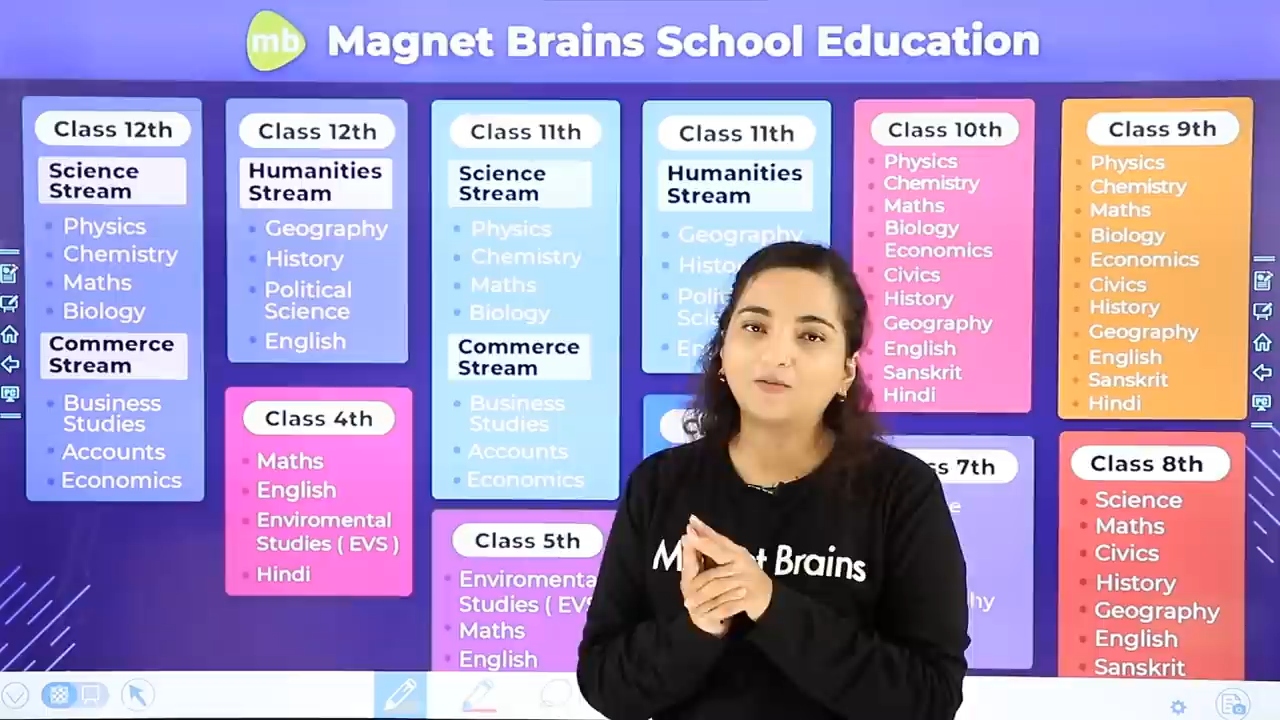 mb Magnet Brains School Education
Class 12th
Science
Stream
Physics
Chemistry
Maths
Biology
Commerce
Stream
Business
Studies
Accounts
Economics
Class 12th
Humanities
Stream
Geography
History
Political
Science
English
Class 4th
Maths
English
Enviromental
Studies ( EVS )
Hindi
Class 11th
Science
Stream
Physics
Chemistry
Maths
Biology
Commerce
Stream
Business
Studies
Accounts
Economics
Class 5th
Studies
Maths
English
Class 11th
Humanities
Stream
Geography
Class 10th
Physics
Chemistry
Maths
Biology
Economics
Civics
History
Geography
English
Sanskrit
Hindi
7th
Class 9th
Physics
Chemistry
Maths
Biology
Economics
Civics
History
Geography
English
Sanskrit
Hindi
Class 8th
Science
Maths
Civics
History
Geography
English
Sanskrit
Brains